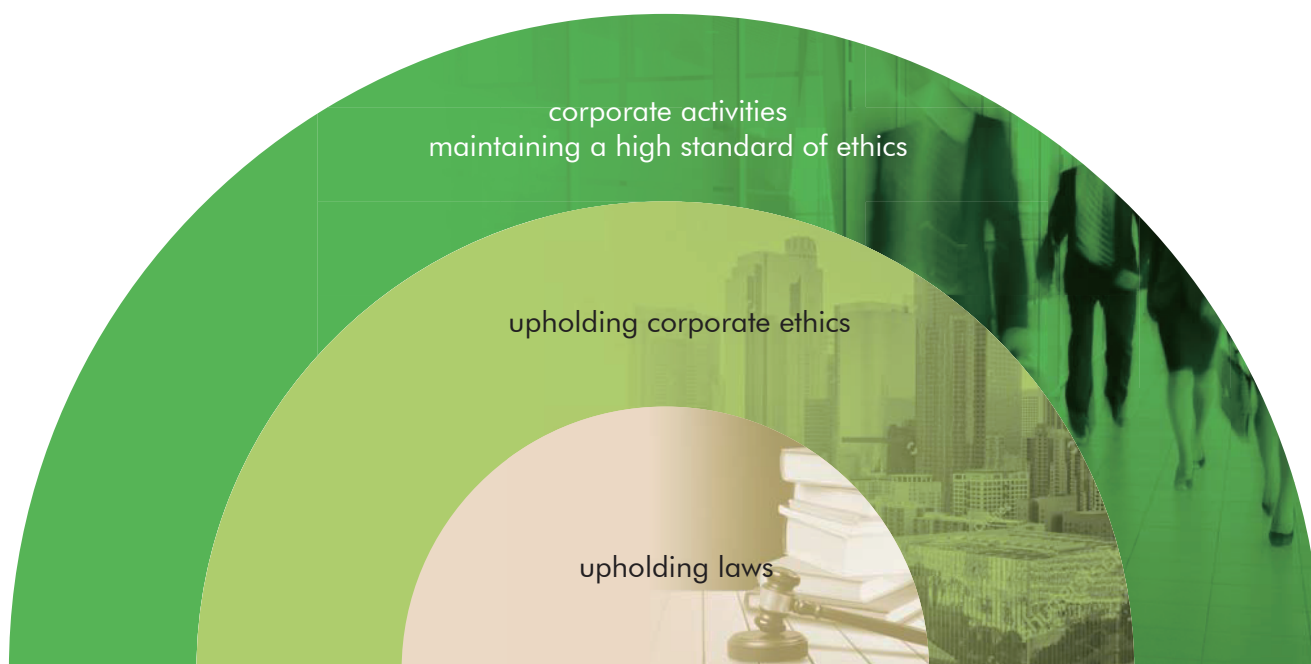 corporate activities
maintaining a high standard of ethics
upholding corporate ethics
upholding laws